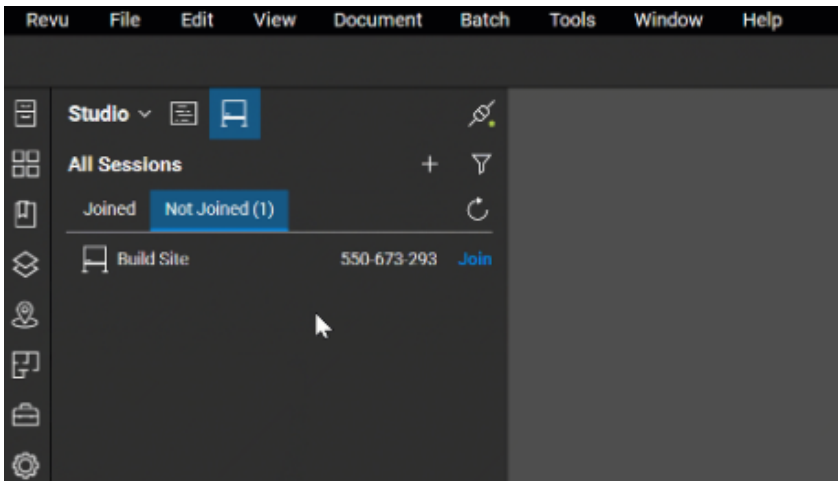 Revu File Edit View Document Batch Tools Window Help
Studio
All Sessions
Joined Not Joined (1)
Build Site 550-673-293 Join